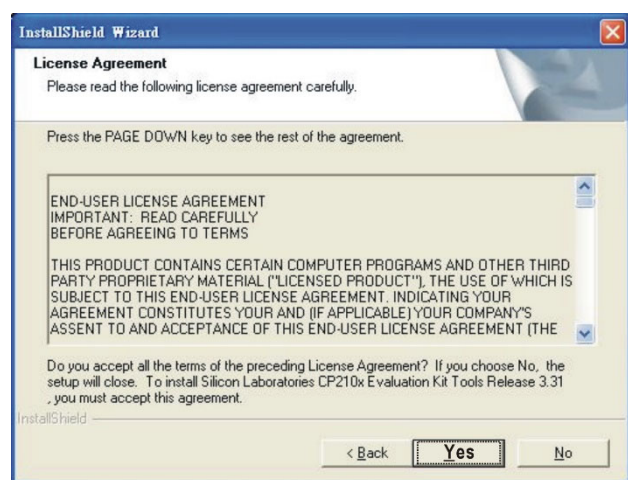 InstallShield Wizard
License Agreement
Please read the following license agreement carefully.
Press the PAGE DOWN key to see the rest of the agreement.
END-USER LICENSE AGREEMENT
IMPORTANT: READ CAREFULLY
BEFORE AGREEING TO TERMS
THIS PRODUCT CONTAINS CERTAIN COMPUTER PROGRAMS AND OTHER THIRD
PARTY PROPRIETARY MATERIAL ("LICENSED PRODUCT"), THE USE OF WHICH IS
SUBJECT TO THIS END-USER LICENSE AGREEMENT. INDICATING YOUR
AGREEMENT CONSTITUTES YOUR AND (IF APPLICABLE) YOUR COMPANY'S
ASSENT TO AND ACCEPTANCE OF THIS END-USER LICENSE AGREEMENT (THE
Do you accept all the terms of the preceding License Agreement? If you choose No, the
setup will close. To install Silicon Laboratories CP210x Evaluation Kit Tools Release 3.31
, you must accept this agreement.
InstallShield
< Back Yes No